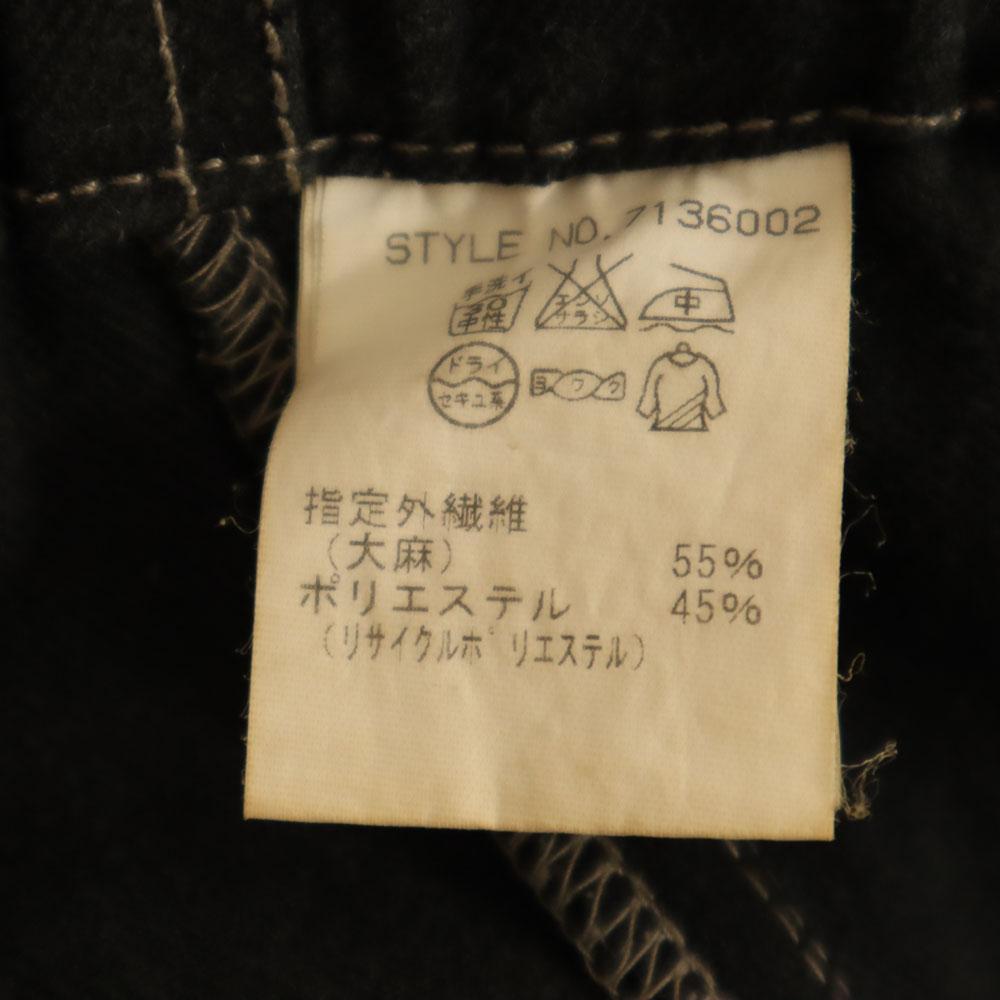 STYLE NO. 7136002
手洗イ
中性
エンソ
サラシ
中
ドライ
セキユ系
ヨワク
指定外繊維
(大麻) 55%
ポリエステル 45%
(リサイクルポリエステル)